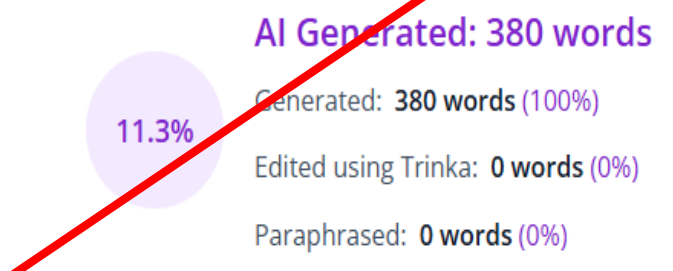 AI Generated: 380 words
Generated: 380 words (100%)
11.3%
Edited using Trinka: 0 words (0%)
Paraphrased: 0 words (0%)